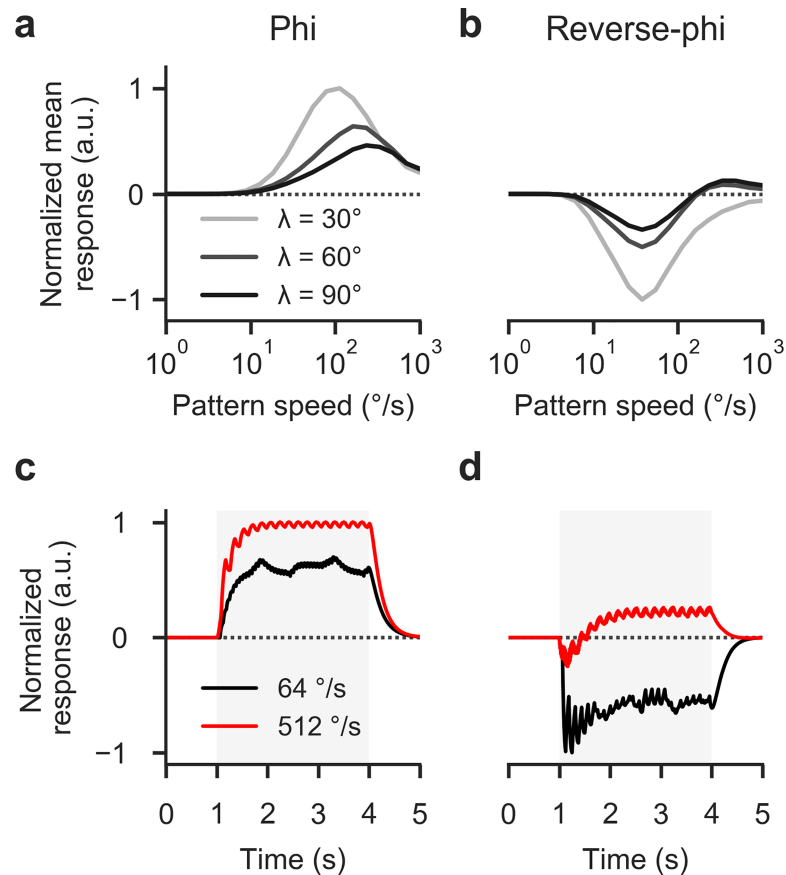 a
Phi
b
Reverse-phi
Normalized mean
response (a.u.)
1
0
−1
λ = 30°
λ = 60°
λ = 90°
10⁰ 10¹ 10² 10³
Pattern speed (°/s)
10⁰ 10¹ 10² 10³
Pattern speed (°/s)
c
d
Normalized
response (a.u.)
1
0
−1
64 °/s
512 °/s
0 1 2 3 4 5
Time (s)
0 1 2 3 4 5
Time (s)